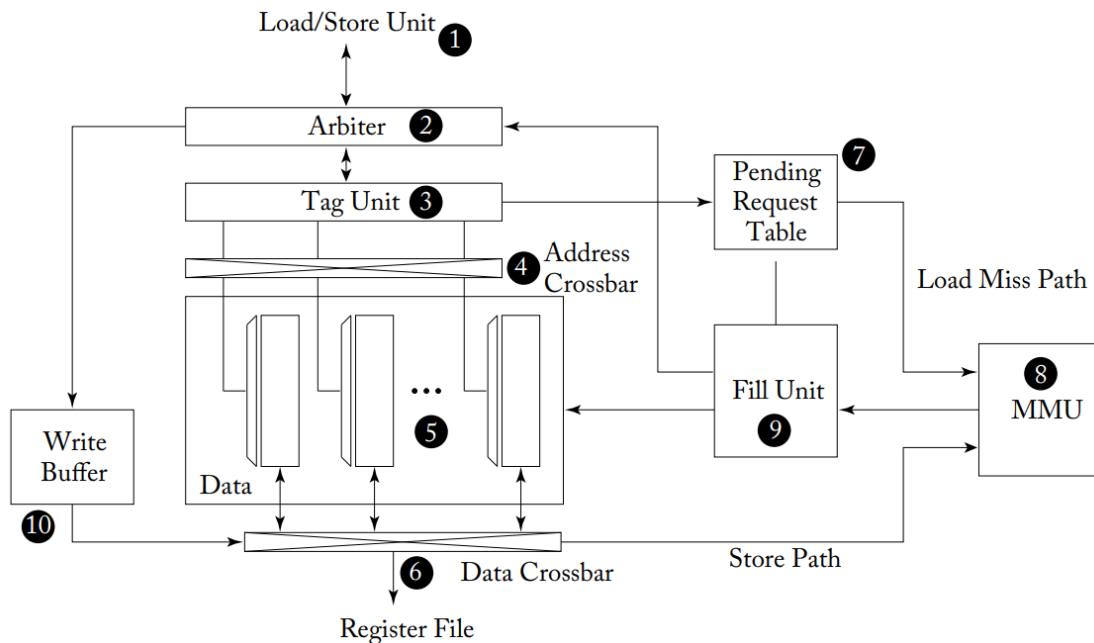 Load/Store Unit 1
Arbiter 2
Tag Unit 3
7
Pending
Request
Table
4 Address
Crossbar
Load Miss Path
8
MMU
Fill Unit
9
5
Write
Buffer
10
Data
Store Path
6 Data Crossbar
Register File